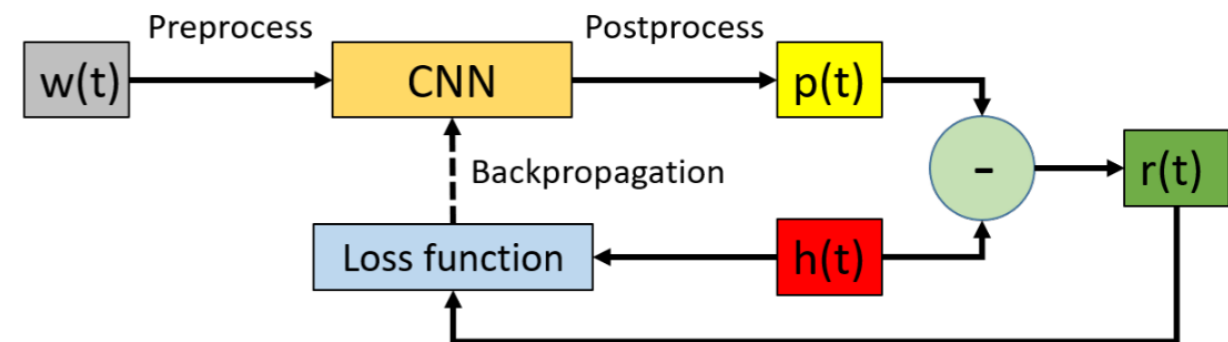 Preprocess
Postprocess
w(t)
CNN
p(t)
-
r(t)
Backpropagation
Loss function
h(t)